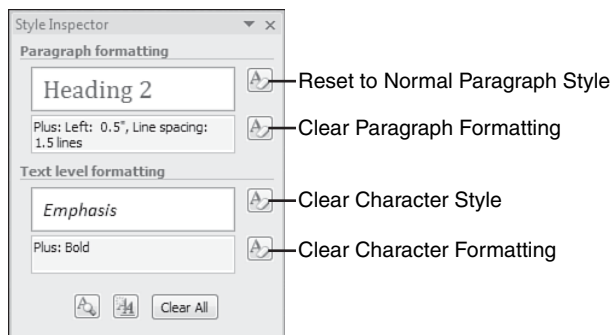 Style Inspector
Paragraph formatting
Heading 2
Reset to Normal Paragraph Style
Plus: Left: 0.5", Line spacing:
1.5 lines
Clear Paragraph Formatting
Text level formatting
Emphasis
Clear Character Style
Plus: Bold
Clear Character Formatting
Clear All